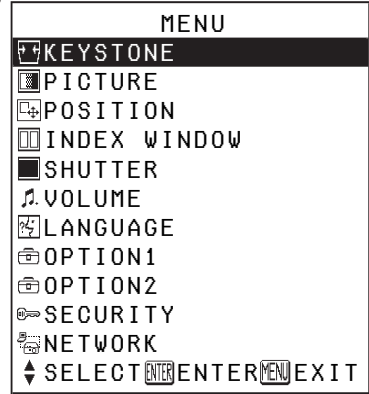 MENU
KEYSTONE
PICTURE
POSITION
INDEX WINDOW
SHUTTER
VOLUME
LANGUAGE
OPTION1
OPTION2
SECURITY
NETWORK
SELECT ENTER ENTER MENU EXIT